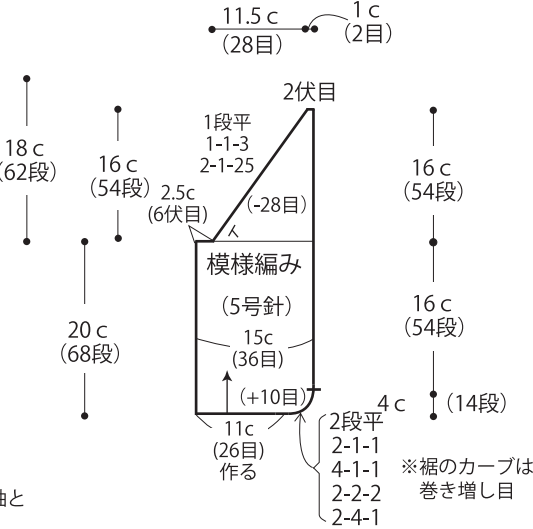 11.5 c
(28目)
1 c
(2目)
2伏目
1段平
1-1-3
2-1-25
18 c
(62段)
16 c
(54段)
2.5c
(6伏目)
(-28目)
16 c
(54段)
模様編み
(5号針)
15c
(36目)
20 c
(68段)
16 c
(54段)
(+10目)
11c
(26目)
作る
4 c
(14段)
2段平
2-1-1
4-1-1
2-2-2
2-4-1
※裾のカーブは
巻き増し目
と